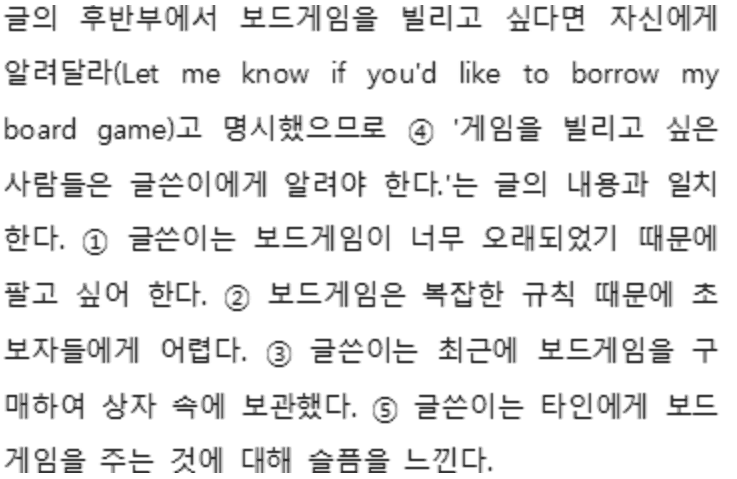 글의 후반부에서 보드게임을 빌리고 싶다면 자신에게
알려달라(Let me know if you'd like to borrow my
board game)고 명시했으므로 ④ '게임을 빌리고 싶은
사람들은 글쓴이에게 알려야 한다.'는 글의 내용과 일치
한다. ① 글쓴이는 보드게임이 너무 오래되었기 때문에
팔고 싶어 한다. ② 보드게임은 복잡한 규칙 때문에 초
보자들에게 어렵다. ③ 글쓴이는 최근에 보드게임을 구
매하여 상자 속에 보관했다. ⑤ 글쓴이는 타인에게 보드
게임을 주는 것에 대해 슬픔을 느낀다.